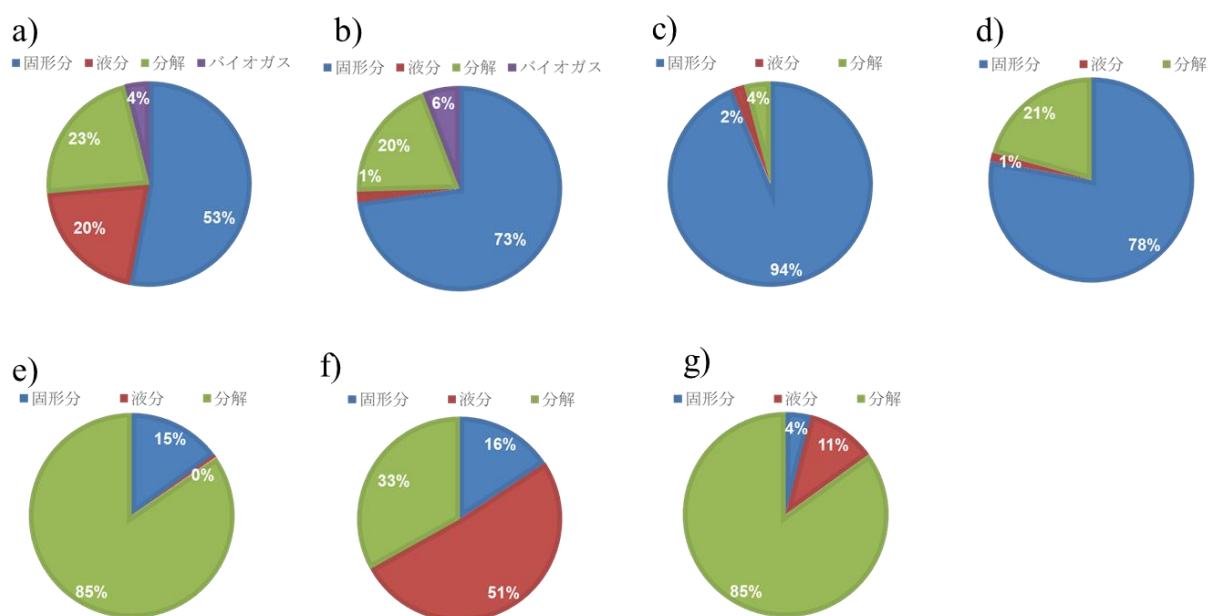 a)
■固形分 ■液分 ■分解 ■バイオガス
4%
23%
20%
53%
b)
■固形分 ■液分 ■分解 ■バイオガス
6%
20%
1%
73%
c)
■固形分 ■液分 ■分解
4%
2%
94%
d)
■固形分 ■液分 ■分解
21%
1%
78%
e)
■固形分 ■液分 ■分解
15%
0%
85%
f)
■固形分 ■液分 ■分解
16%
33%
51%
g)
■固形分 ■液分 ■分解
4%
11%
85%